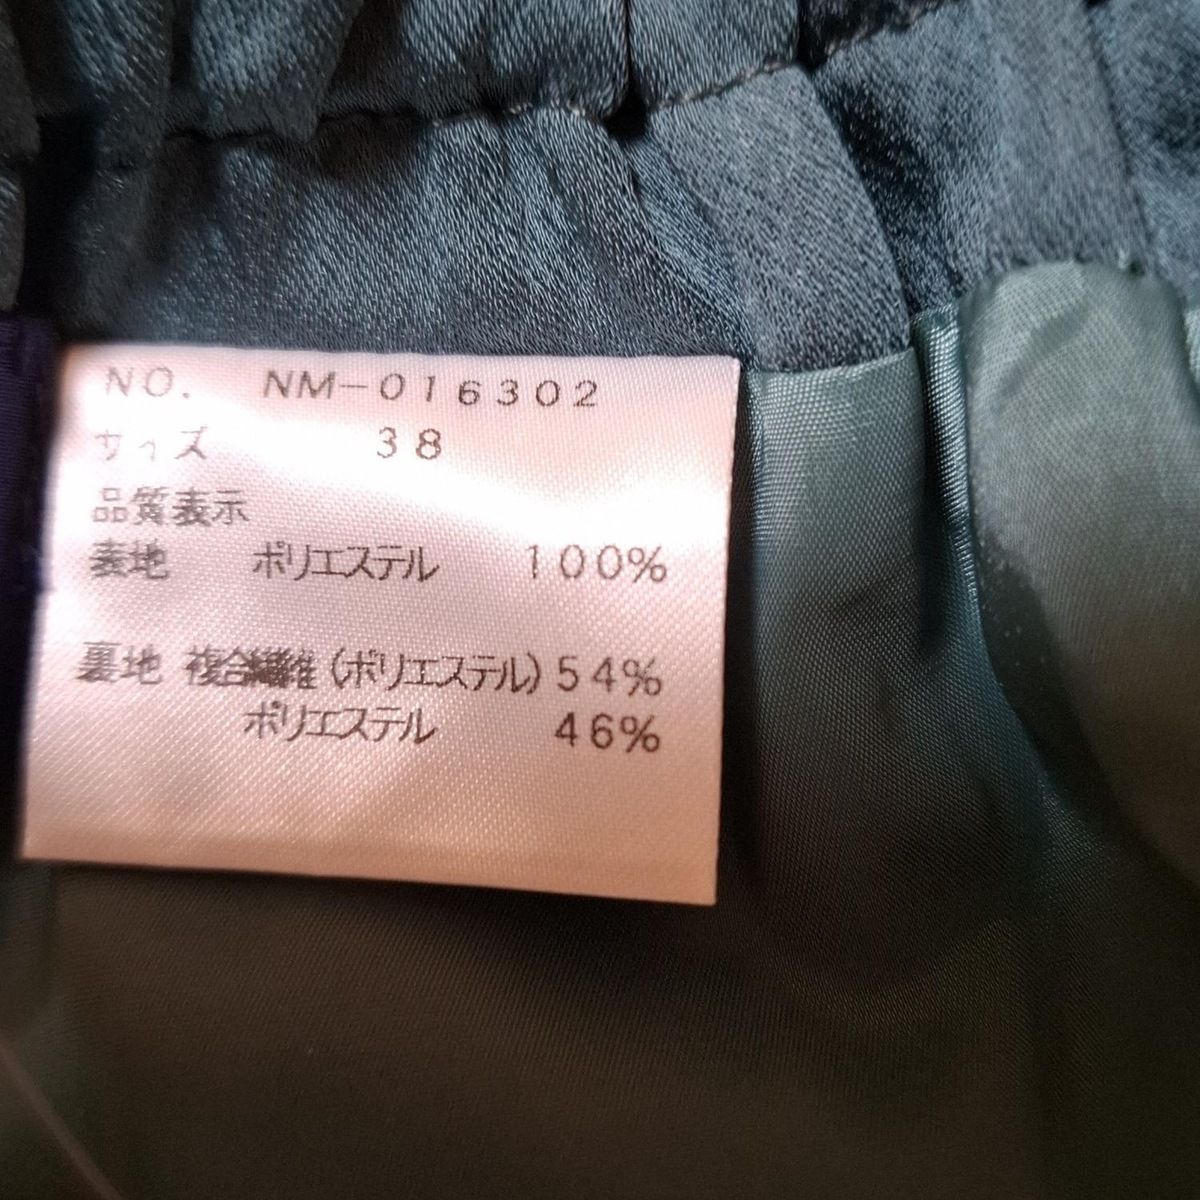 NO. NM-016302
サイズ 38
品質表示
表地 ポリエステル 100%
裏地 複合繊維(ポリエステル)54%
ポリエステル 46%